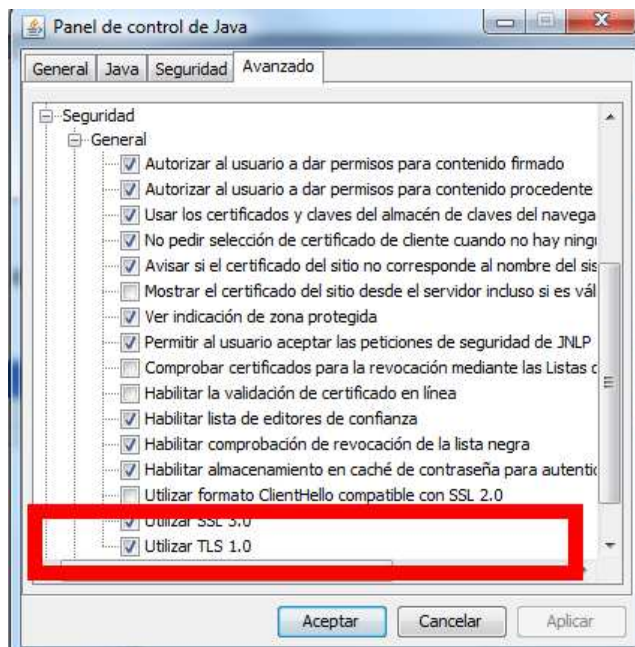 Panel de control de Java
General Java Seguridad Avanzado
Seguridad
General
Autorizar al usuario a dar permisos para contenido firmado
Autorizar al usuario a dar permisos para contenido procedente
Usar los certificados y claves del almacén de claves del navega
No pedir selección de certificado de cliente cuando no hay ning
Avisar si el certificado del sitio no corresponde al nombre del sis
Mostrar el certificado del sitio desde el servidor incluso si es vál
Ver indicación de zona protegida
Permitir al usuario aceptar las peticiones de seguridad de JNLP
Comprobar certificados para la revocación mediante las Listas
Habilitar la validación de certificado en línea
Habilitar lista de editores de confianza
Habilitar comprobación de revocación de la lista negra
Habilitar almacenamiento en caché de contraseña para autentic
Utilizar formato ClientHello compatible con SSL 2.0
Utilizar SSL 3.0
Utilizar TLS 1.0
Aceptar Cancelar Aplicar